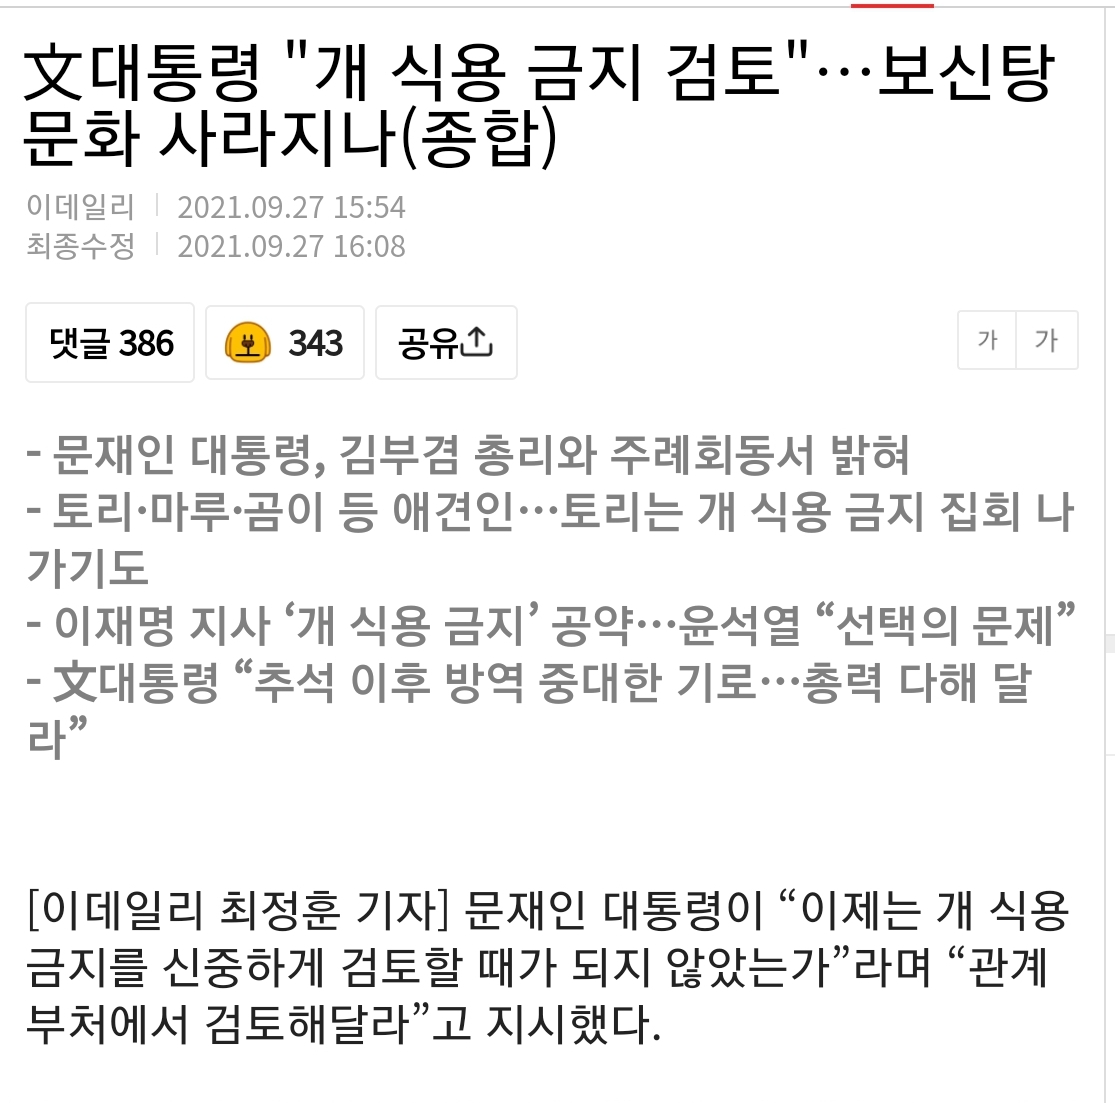 文대통령 "개 식용 금지 검토"…보신탕
문화 사라지나(종합)
이데일리 2021.09.27 15:54
최종수정 2021.09.27 16:08
댓글 386 343 공유 가 가
- 문재인 대통령, 김부겸 총리와 주례회동서 밝혀
- 토리·마루·곰이 등 애견인…토리는 개 식용 금지 집회 나
가기도
- 이재명 지사 ‘개 식용 금지’ 공약…윤석열 “선택의 문제”
- 文대통령 “추석 이후 방역 중대한 기로…총력 다해 달
라”
[이데일리 최정훈 기자] 문재인 대통령이 “이제는 개 식용
금지를 신중하게 검토할 때가 되지 않았는가”라며 “관계
부처에서 검토해달라”고 지시했다.